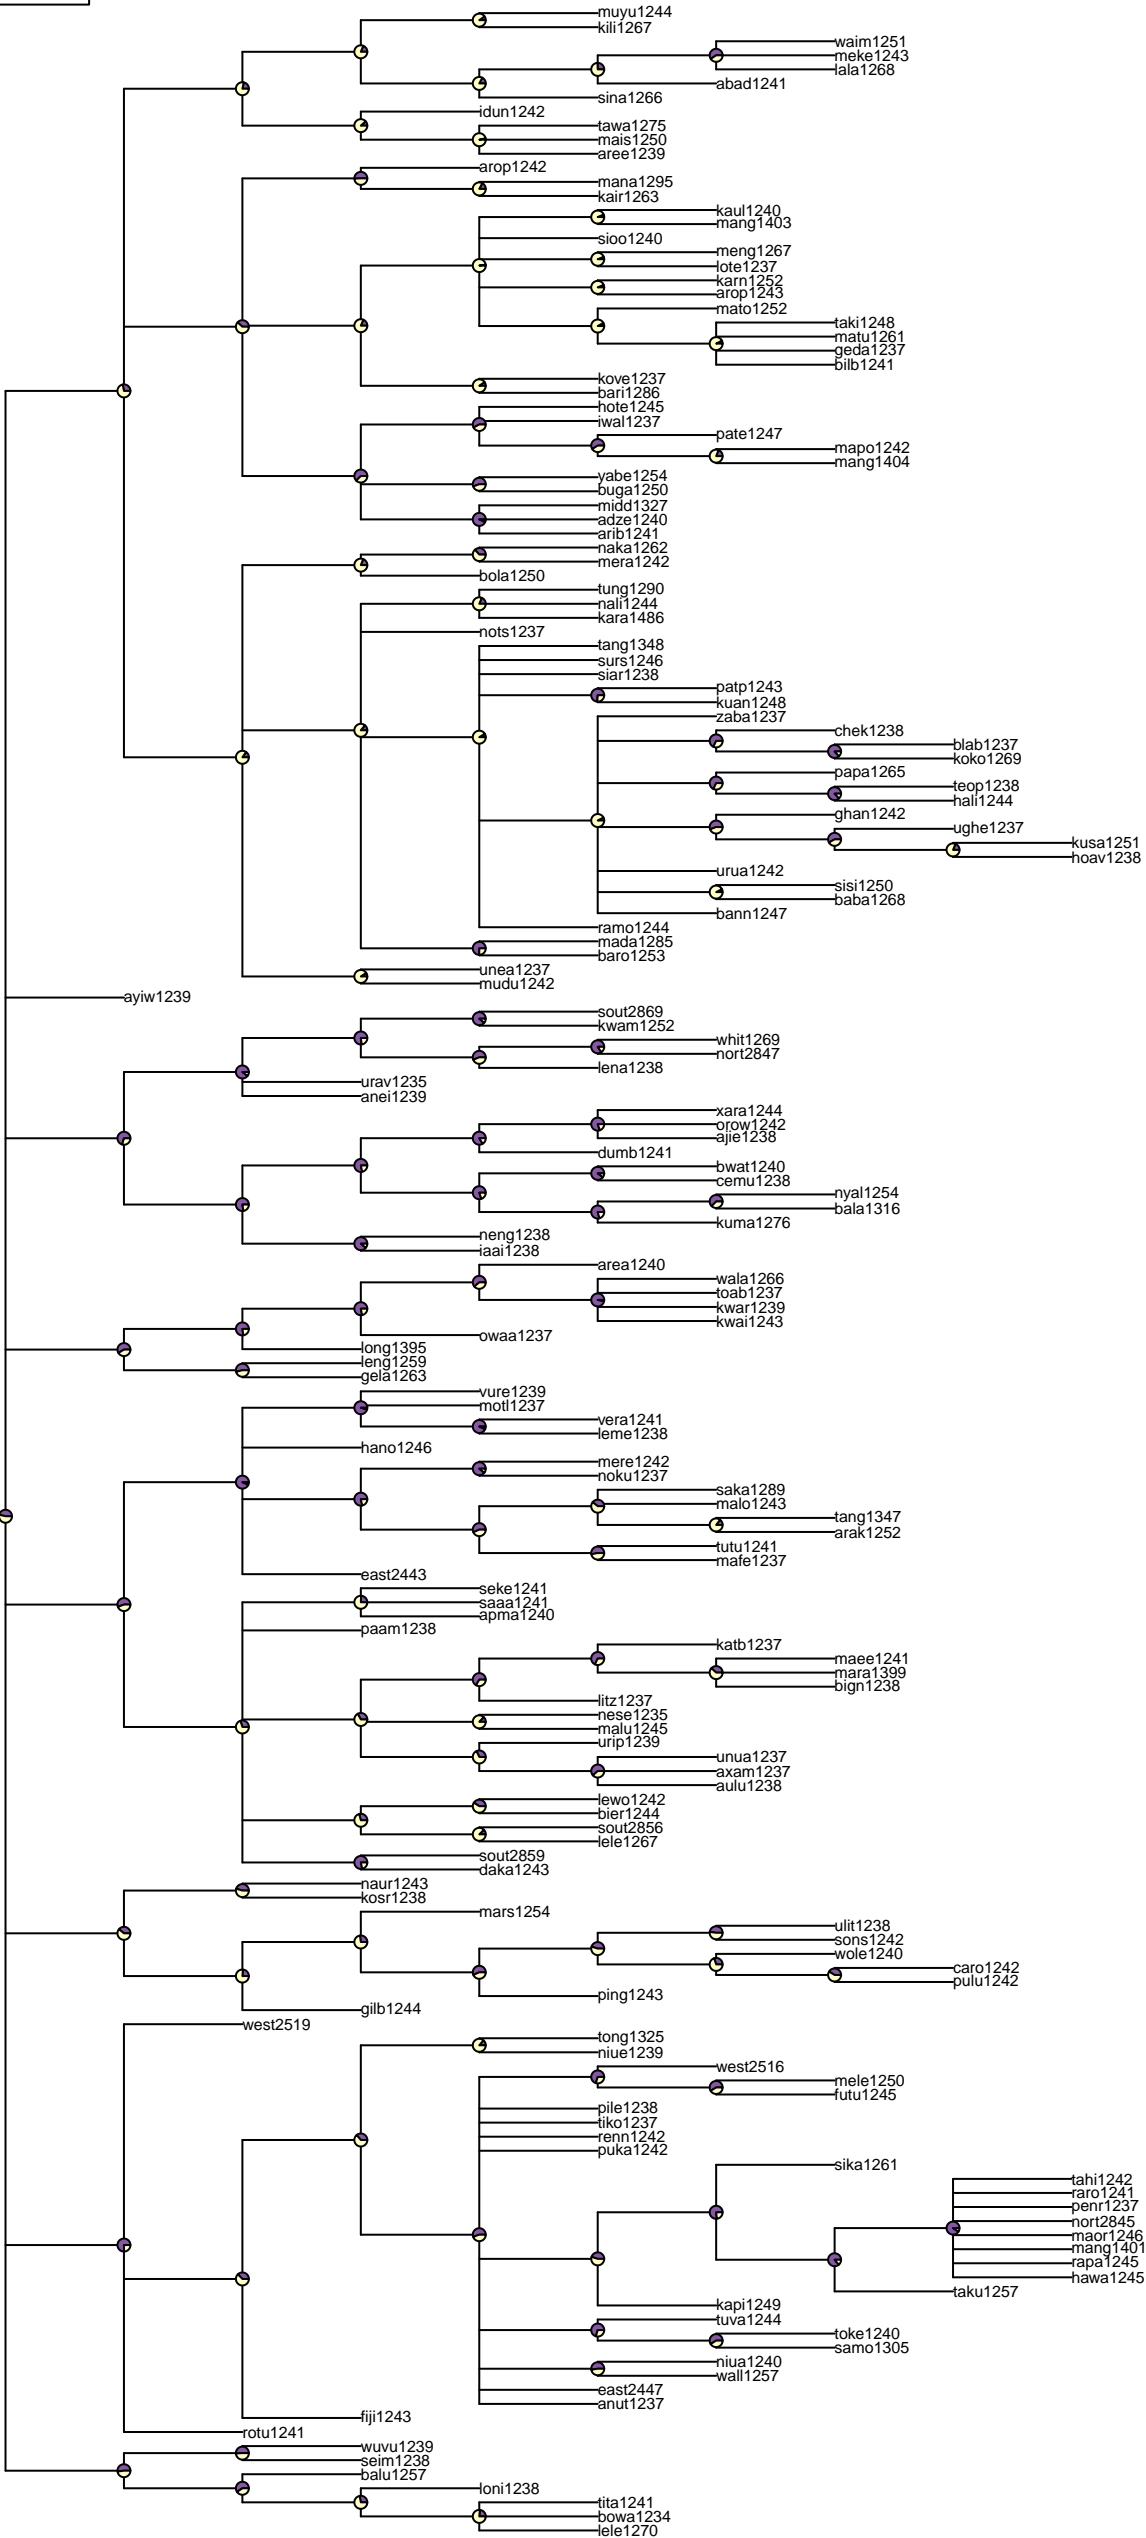 muyu1244
kili1267
waim1251
meke1243
lala1268
abad1241
sina1266
idun1242
tawa1275
mais1250
aree1239
arop1242
mana1295
kair1263
kaul1240
mang1403
sioo1240
meng1267
lote1237
karn1252
arop1243
mato1252
taki1248
matu1261
geda1237
bilb1241
kove1237
bari1286
hote1245
iwal1237
pate1247
mapo1242
mang1404
yabe1254
buga1250
midd1327
adze1240
arib1241
naka1262
mera1242
bola1250
tung1290
nali1244
kara1486
nots1237
tang1348
surs1246
siar1238
patp1243
kuan1248
zaba1237
chek1238
blab1237
koko1269
papa1265
teop1238
hali1244
ghan1242
ughe1237
kusa1251
hoav1238
urua1242
sisi1250
baba1268
bann1247
ramo1244
mada1285
baro1253
unea1237
mudu1242
ayiw1239
sout2869
kwam1252
whit1269
nort2847
lena1238
urav1235
anei1239
xara1244
orow1242
ajie1238
dumb1241
bwat1240
cemu1238
nyal1254
bala1316
kuma1276
neng1238
iaai1238
area1240
wala1266
toab1237
kwar1239
kwai1243
owaa1237
long1395
leng1259
gela1263
vure1239
motl1237
vera1241
leme1238
hano1246
mere1242
noku1237
saka1289
malo1243
tang1347
arak1252
tutu1241
mafe1237
east2443
seke1241
saaa1241
apma1240
paam1238
katb1237
maee1241
mara1399
bign1238
litz1237
nese1235
malu1245
urip1239
unua1237
axam1237
aulu1238
lewo1242
bier1244
sout2856
lele1267
sout2859
daka1243
naur1243
kosr1238
mars1254
ulit1238
sons1242
wole1240
caro1242
pulu1242
ping1243
gilb1244
west2519
tong1325
niue1239
west2516
mele1250
futu1245
pile1238
tiko1237
renn1242
puka1242
sika1261
tahi1242
raro1241
penr1237
nort2845
maor1246
mang1401
rapa1245
hawa1245
taku1257
kapi1249
tuva1244
toke1240
samo1305
niua1240
wall1257
east2447
anut1237
fiji1243
rotu1241
wuvu1239
seim1238
balu1257
loni1238
tita1241
bowa1234
lele1270